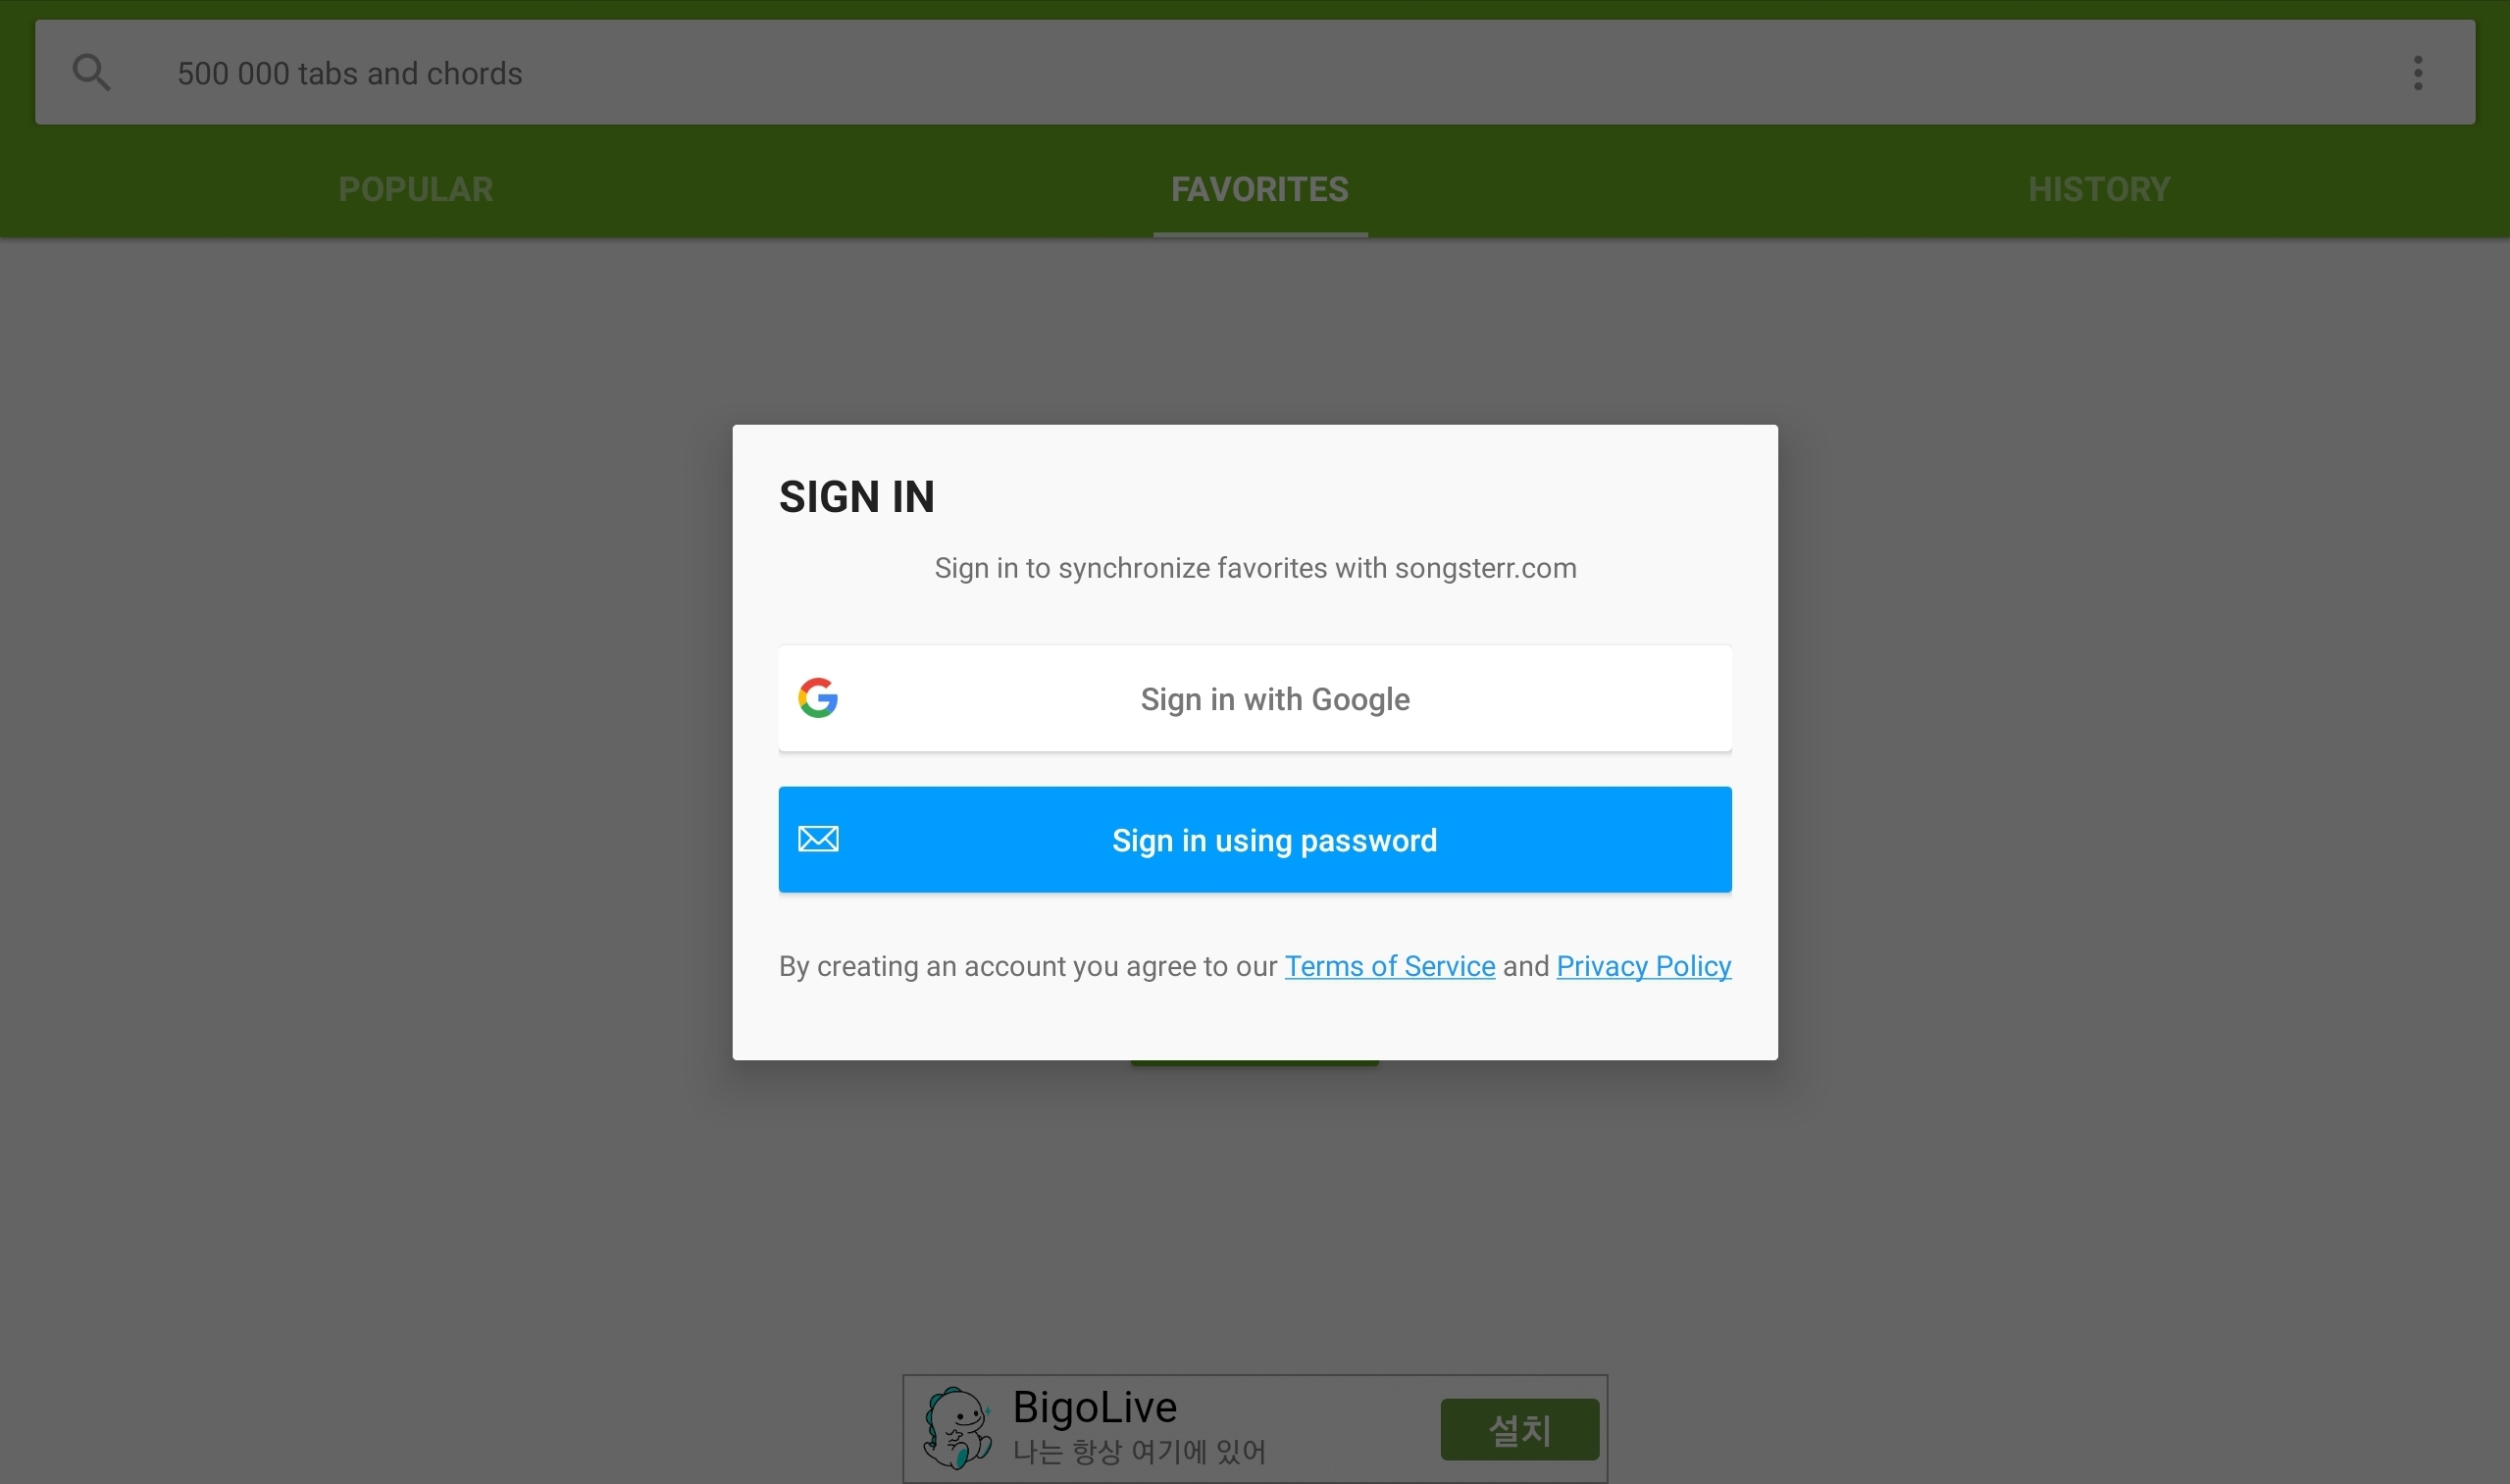 500 000 tabs and chords
POPULAR
FAVORITES
HISTORY
SIGN IN
Sign in to synchronize favorites with songsterr.com
Sign in with Google
Sign in using password
By creating an account you agree to our Terms of Service and Privacy Policy
BigoLive
나는 항상 여기에 있어
설치